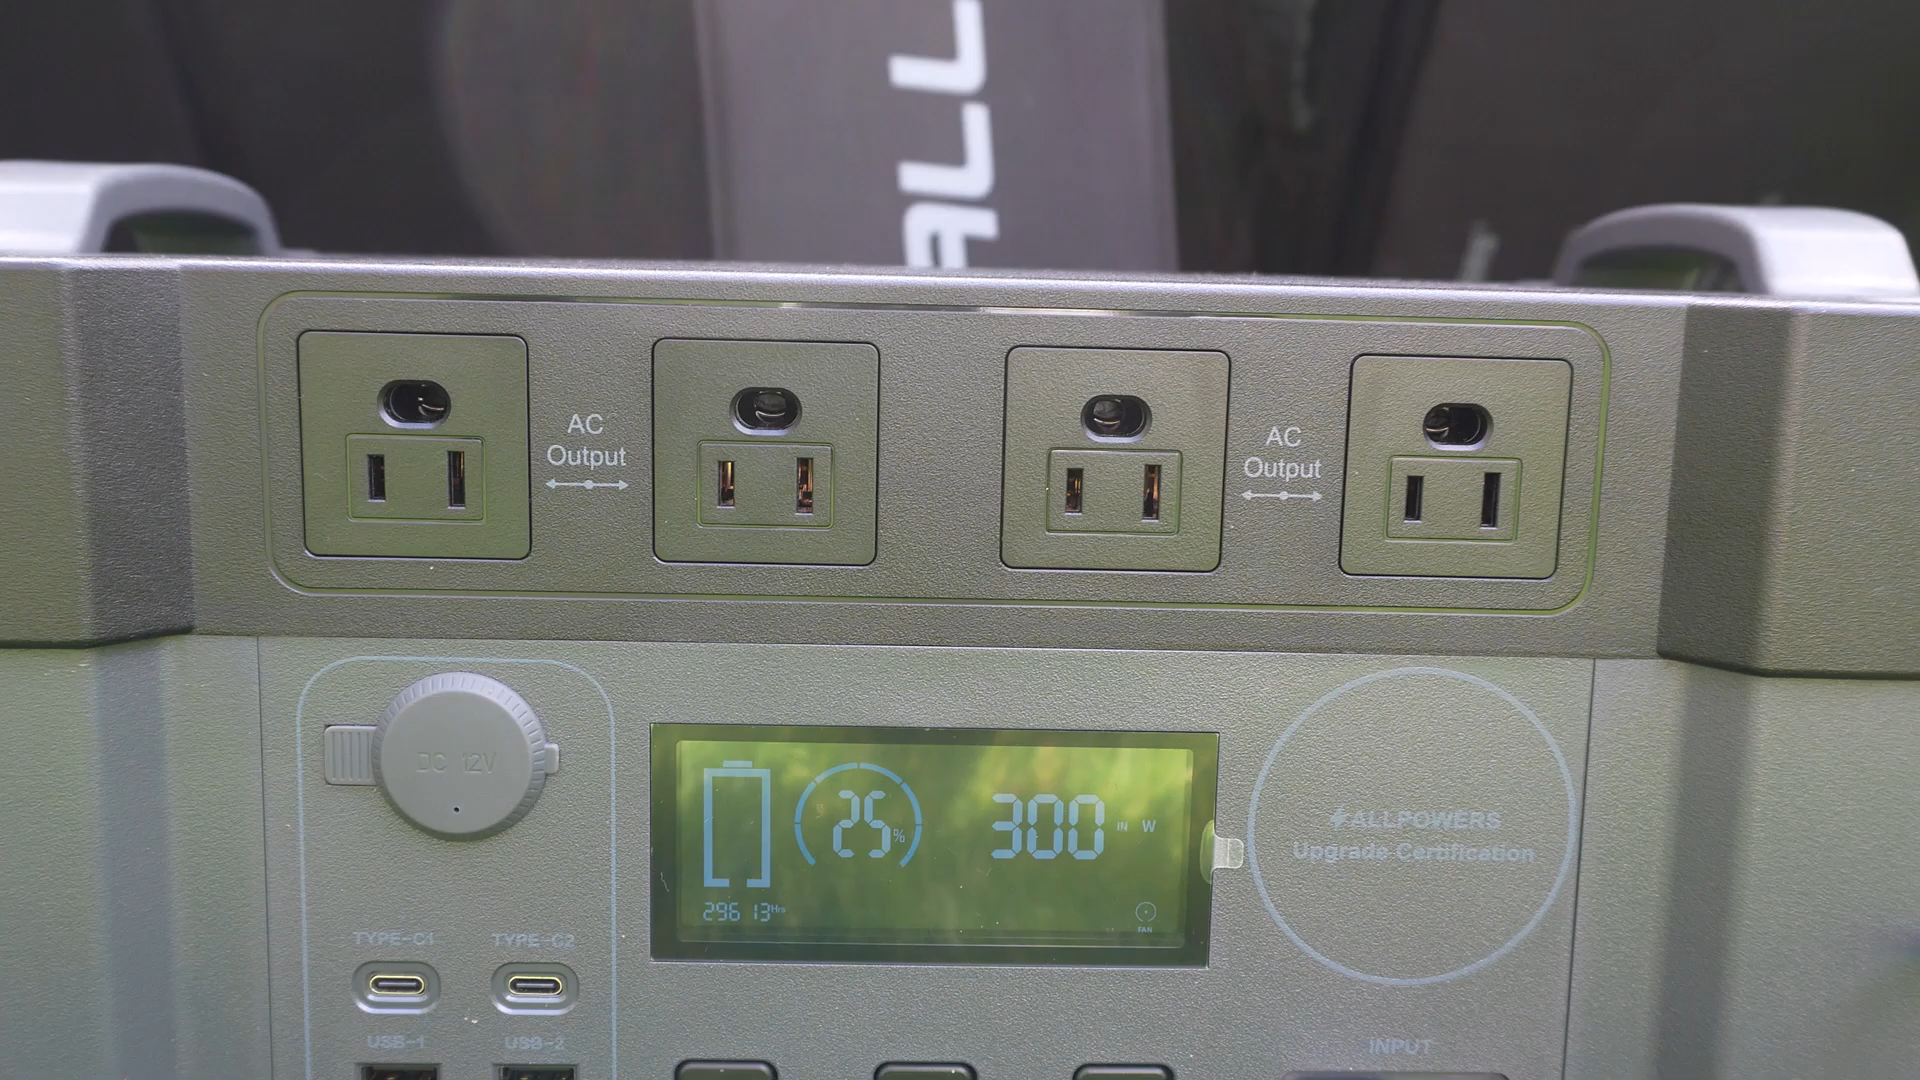 ALL
AC
Output
AC
Output
DC 12V
25%
300 IN W
296 13Hrs
FAN
ALLPOWERS
Upgrade Certification
TYPE-C1 TYPE-C2
USB-1 USB-2
INPUT